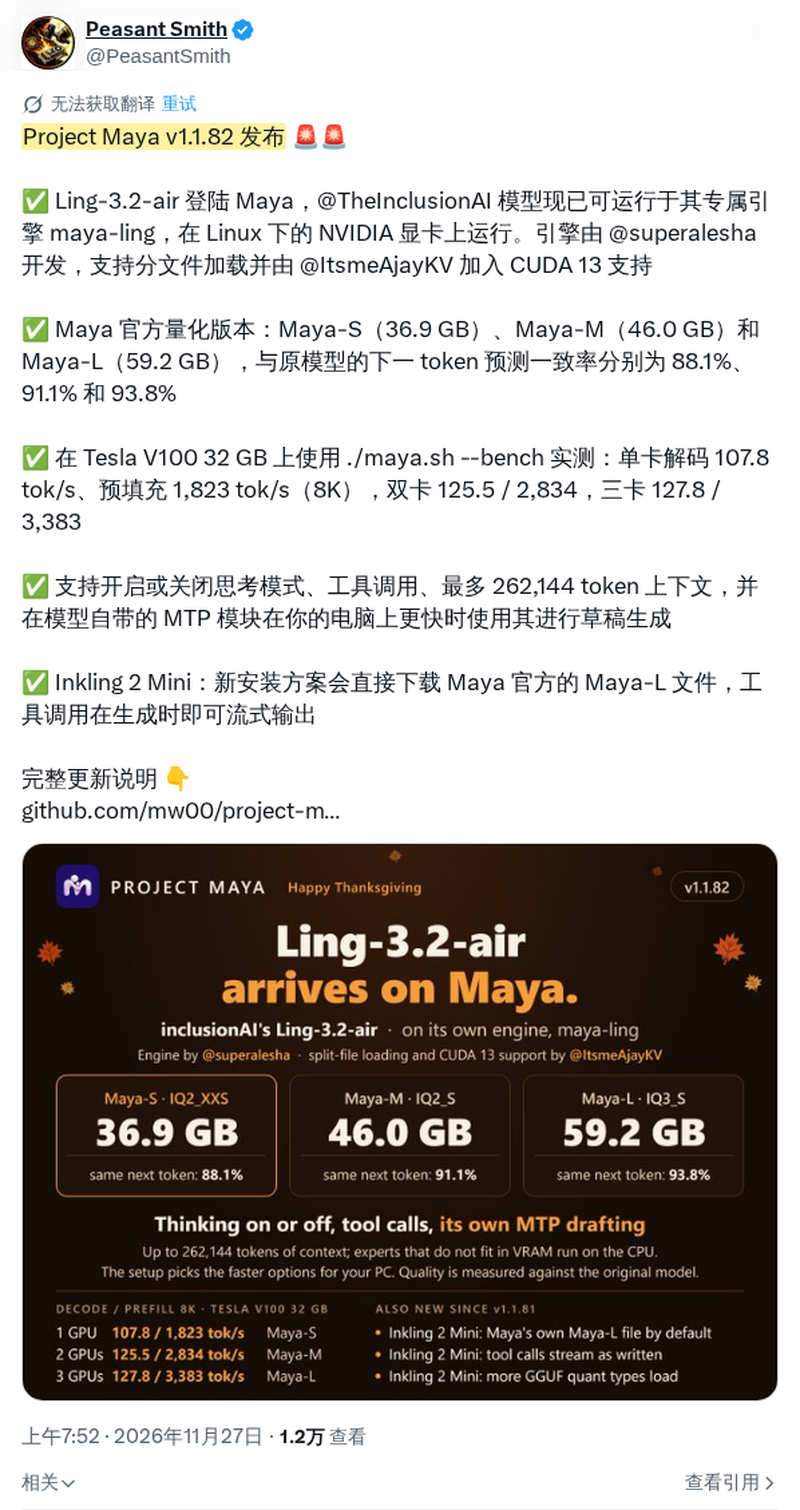 Peasant Smith
@PeasantSmith
无法获取翻译 重试
Project Maya v1.1.82 发布 🚨🚨
✅ Ling-3.2-air 登陆 Maya，@TheInclusionAI 模型现已可运行于其专属引
擎 maya-ling，在 Linux 下的 NVIDIA 显卡上运行。引擎由 @superalesha
开发，支持分文件加载并由 @ItsmeAjayKV 加入 CUDA 13 支持
✅ Maya 官方量化版本：Maya-S（36.9 GB）、Maya-M（46.0 GB）和
Maya-L（59.2 GB），与原模型的下一 token 预测一致率分别为 88.1%、
91.1% 和 93.8%
✅ 在 Tesla V100 32 GB 上使用 ./maya.sh --bench 实测：单卡解码 107.8
tok/s、预填充 1,823 tok/s（8K），双卡 125.5 / 2,834，三卡 127.8 /
3,383
✅ 支持开启或关闭思考模式、工具调用、最多 262,144 token 上下文，并
在模型自带的 MTP 模块在你的电脑上更快时使用其进行草稿生成
✅ Inkling 2 Mini：新安装方案会直接下载 Maya 官方的 Maya-L 文件，工
具调用在生成时即可流式输出
完整更新说明 👇
github.com/mw00/project-m...
PROJECT MAYA Happy Thanksgiving v1.1.82
Ling-3.2-air
arrives on Maya.
inclusionAI's Ling-3.2-air · on its own engine, maya-ling
Engine by @superalesha · split-file loading and CUDA 13 support by @ItsmeAjayKV
Maya-S · IQ2_XXS Maya-M · IQ2_S Maya-L · IQ3_S
36.9 GB 46.0 GB 59.2 GB
same next token: 88.1% same next token: 91.1% same next token: 93.8%
Thinking on or off, tool calls, its own MTP drafting
Up to 262,144 tokens of context; experts that do not fit in VRAM run on the CPU.
The setup picks the faster options for your PC. Quality is measured against the original model.
DECODE / PREFILL 8K · TESLA V100 32 GB ALSO NEW SINCE v1.1.81
1 GPU 107.8 / 1,823 tok/s Maya-S • Inkling 2 Mini: Maya's own Maya-L file by default
2 GPUs 125.5 / 2,834 tok/s Maya-M • Inkling 2 Mini: tool calls stream as written
3 GPUs 127.8 / 3,383 tok/s Maya-L • Inkling 2 Mini: more GGUF quant types load
上午7:52 · 2026年11月27日 · 1.2万 查看
相关 查看引用